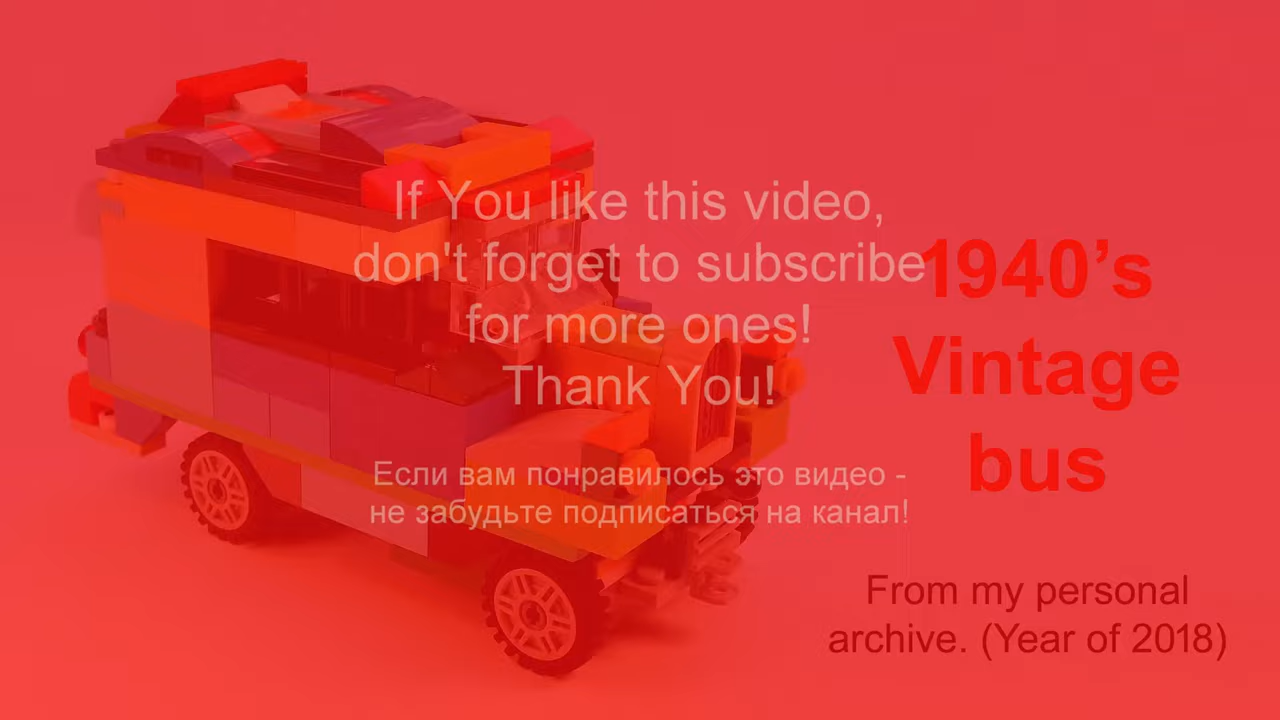 If You like this video,
don't forget to subscribe
for more ones!
Thank You!
Если вам понравилось это видео -
не забудьте подписаться на канал!
1940’s
Vintage
bus
From my personal
archive. (Year of 2018)